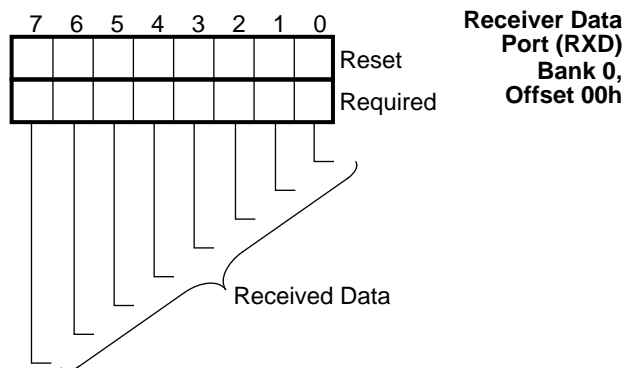 7 6 5 4 3 2 1 0
Reset
Required
Receiver Data
Port (RXD)
Bank 0,
Offset 00h
Received Data